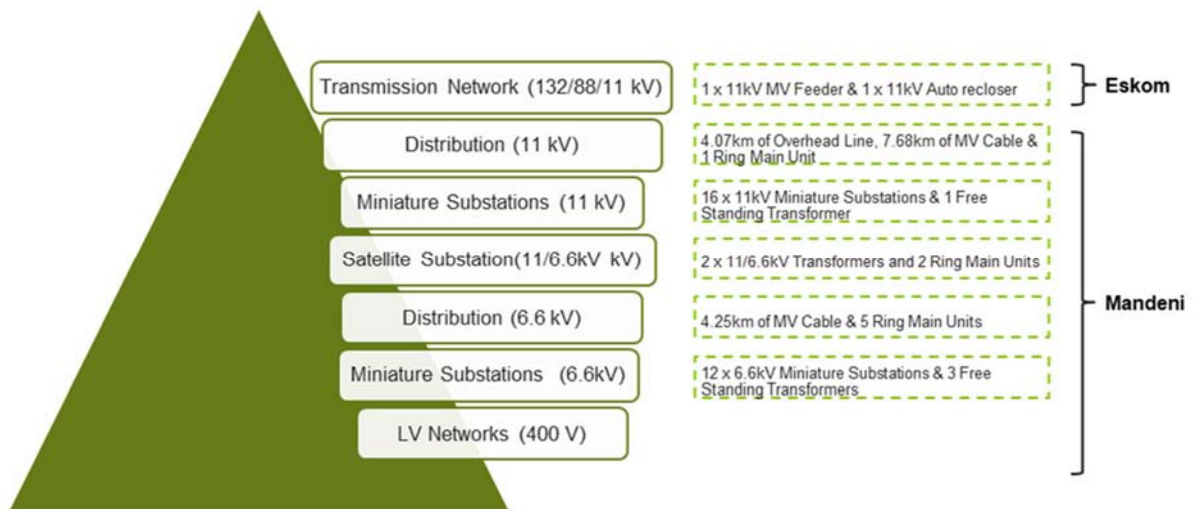 Transmission Network (132/88/11 kV)
1 x 11kV MV Feeder & 1 x 11kV Auto recloser
Eskom
Distribution (11 kV)
4.07km of Overhead Line, 7.68km of MV Cable &
1 Ring Main Unit
Miniature Substations (11 kV)
16 x 11kV Miniature Substations & 1 Free
Standing Transformer
Satellite Substation(11/6.6kV kV)
2 x 11/6.6kV Transformers and 2 Ring Main Units
Mandeni
Distribution (6.6 kV)
4.25km of MV Cable & 5 Ring Main Units
Miniature Substations (6.6kV)
12 x 6.6kV Miniature Substations & 3 Free
Standing Transformers
LV Networks (400 V)